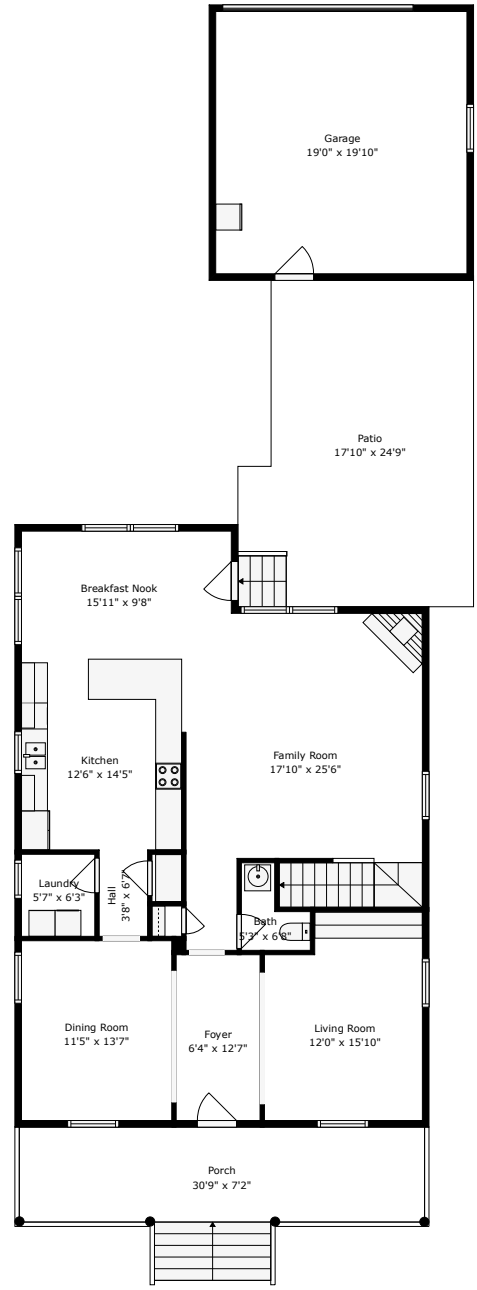 Garage
19'0" x 19'10"
Patio
17'10" x 24'9"
Breakfast Nook
15'11" x 9'8"
Family Room
17'10" x 25'6"
Kitchen
12'6" x 14'5"
Laundry
5'7" x 6'3"
Hall
3'8" x 6'7"
Bath
5'3" x 6'8"
Dining Room
11'5" x 13'7"
Foyer
6'4" x 12'7"
Living Room
12'0" x 15'10"
Porch
30'9" x 7'2"